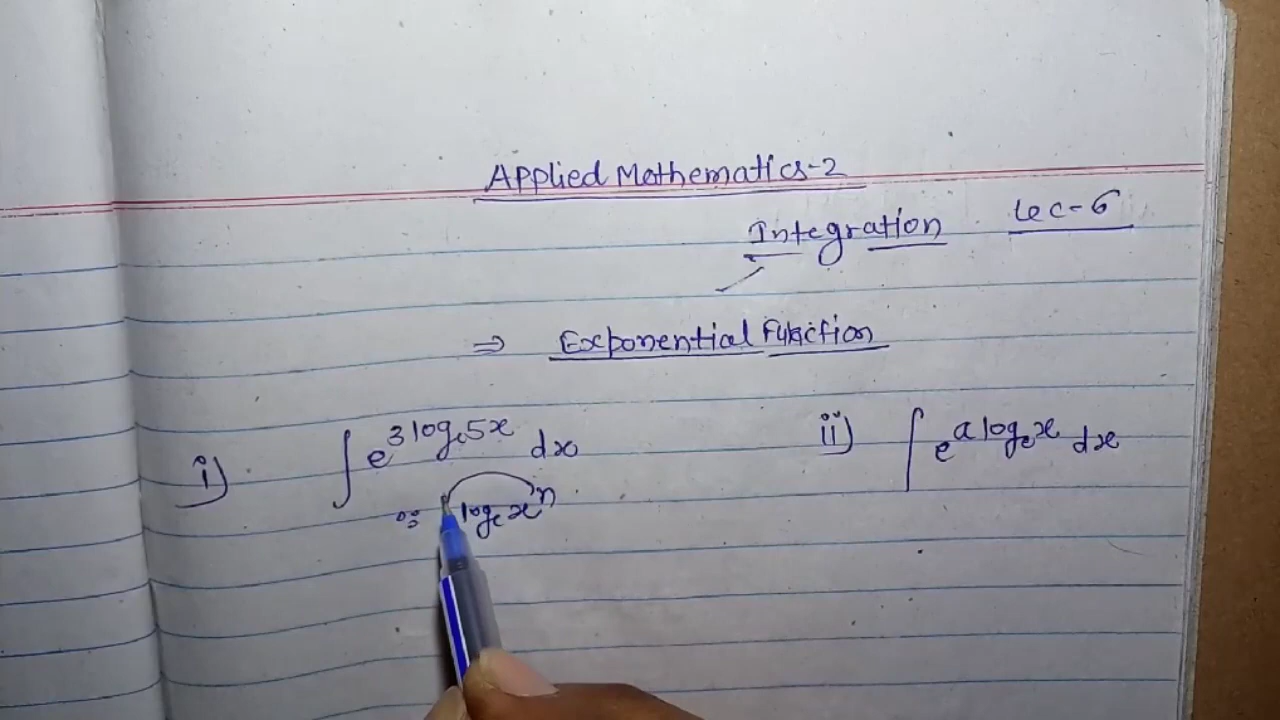 Applied Mathematics-2
Integration Lec-6
⇒ Exponential Function
i) ∫ e^{3 log_e 5x} dx ii) ∫ e^{a log_e x} dx
∵ log_e x^n